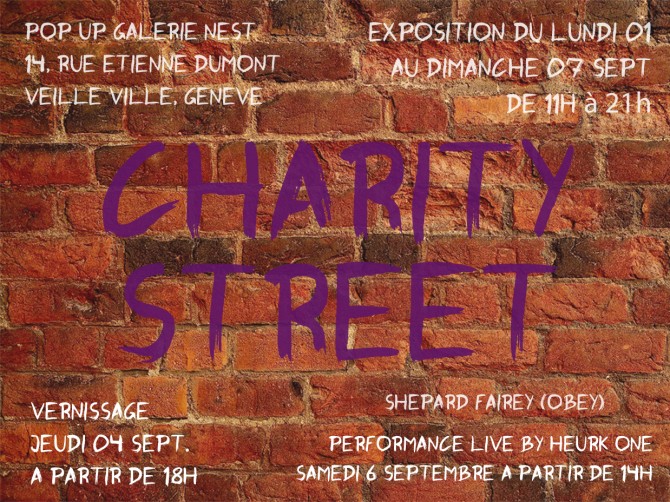 POP UP GALERIE NEST
14, RUE ETIENNE DUMONT
VEILLE VILLE, GENEVE
EXPOSITION DU LUNDI 01
AU DIMANCHE 07 SEPT
DE 11H à 21h
CHARITY
STREET
VERNISSAGE
JEUDI 04 SEPT.
A PARTIR DE 18H
SHEPARD FAIREY (OBEY)
PERFORMANCE LIVE BY HEURK ONE
SAMEDI 6 SEPTEMBRE A PARTIR DE 14H